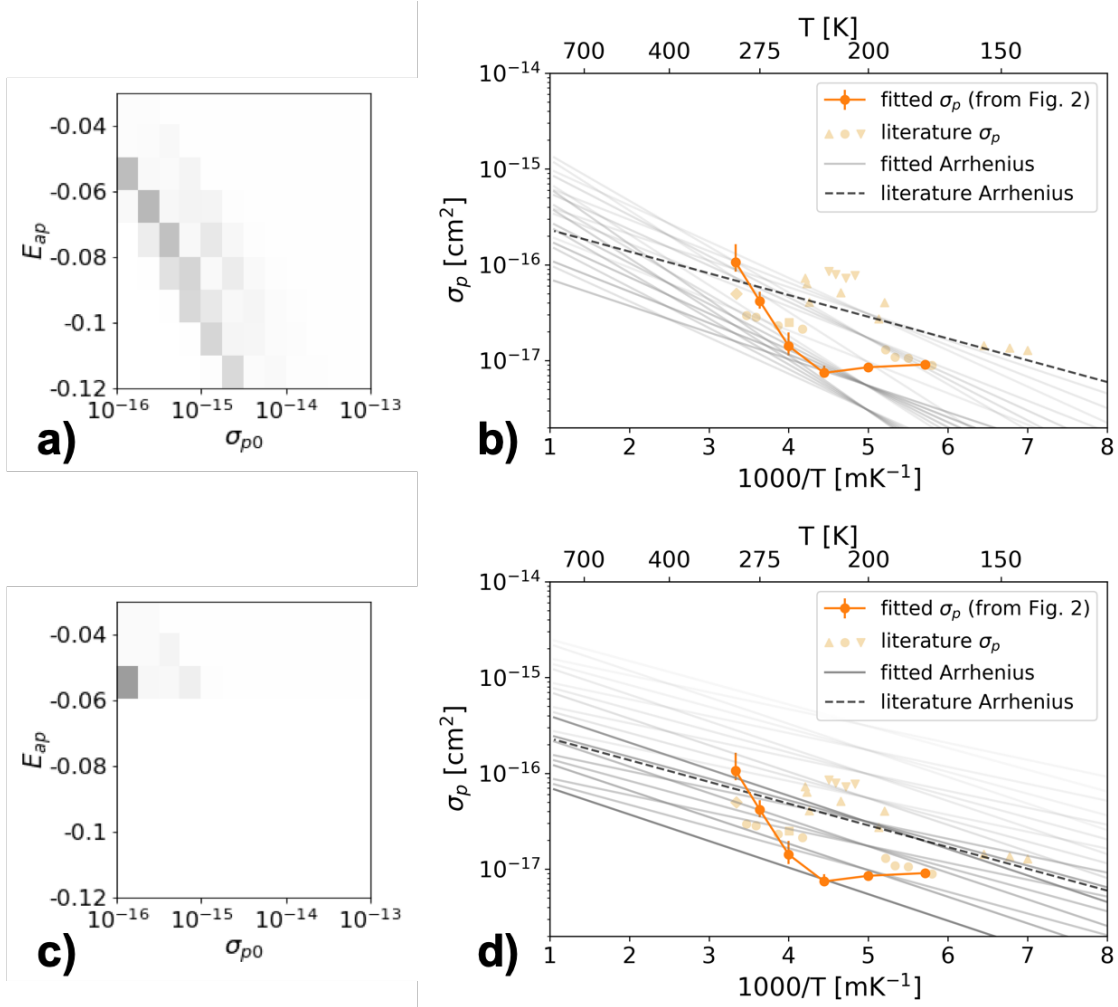 -0.04
-0.06
-0.08
-0.1
-0.12
E_ap
10⁻¹⁶ 10⁻¹⁵ 10⁻¹⁴ 10⁻¹³
σ_p0
a)
T [K]
700 400 275 200 150
10⁻¹⁴
10⁻¹⁵
10⁻¹⁶
10⁻¹⁷
σ_p [cm²]
fitted σ_p (from Fig. 2)
literature σ_p
fitted Arrhenius
literature Arrhenius
1 2 3 4 5 6 7 8
1000/T [mK⁻¹]
b)
-0.04
-0.06
-0.08
-0.1
-0.12
E_ap
10⁻¹⁶ 10⁻¹⁵ 10⁻¹⁴ 10⁻¹³
σ_p0
c)
T [K]
700 400 275 200 150
10⁻¹⁴
10⁻¹⁵
10⁻¹⁶
10⁻¹⁷
σ_p [cm²]
fitted σ_p (from Fig. 2)
literature σ_p
fitted Arrhenius
literature Arrhenius
1 2 3 4 5 6 7 8
1000/T [mK⁻¹]
d)